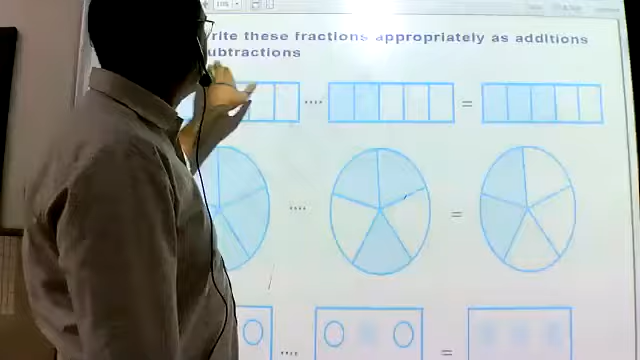 rite these fractions appropriately as additions
ubtractions
.... =
.... =
.... =